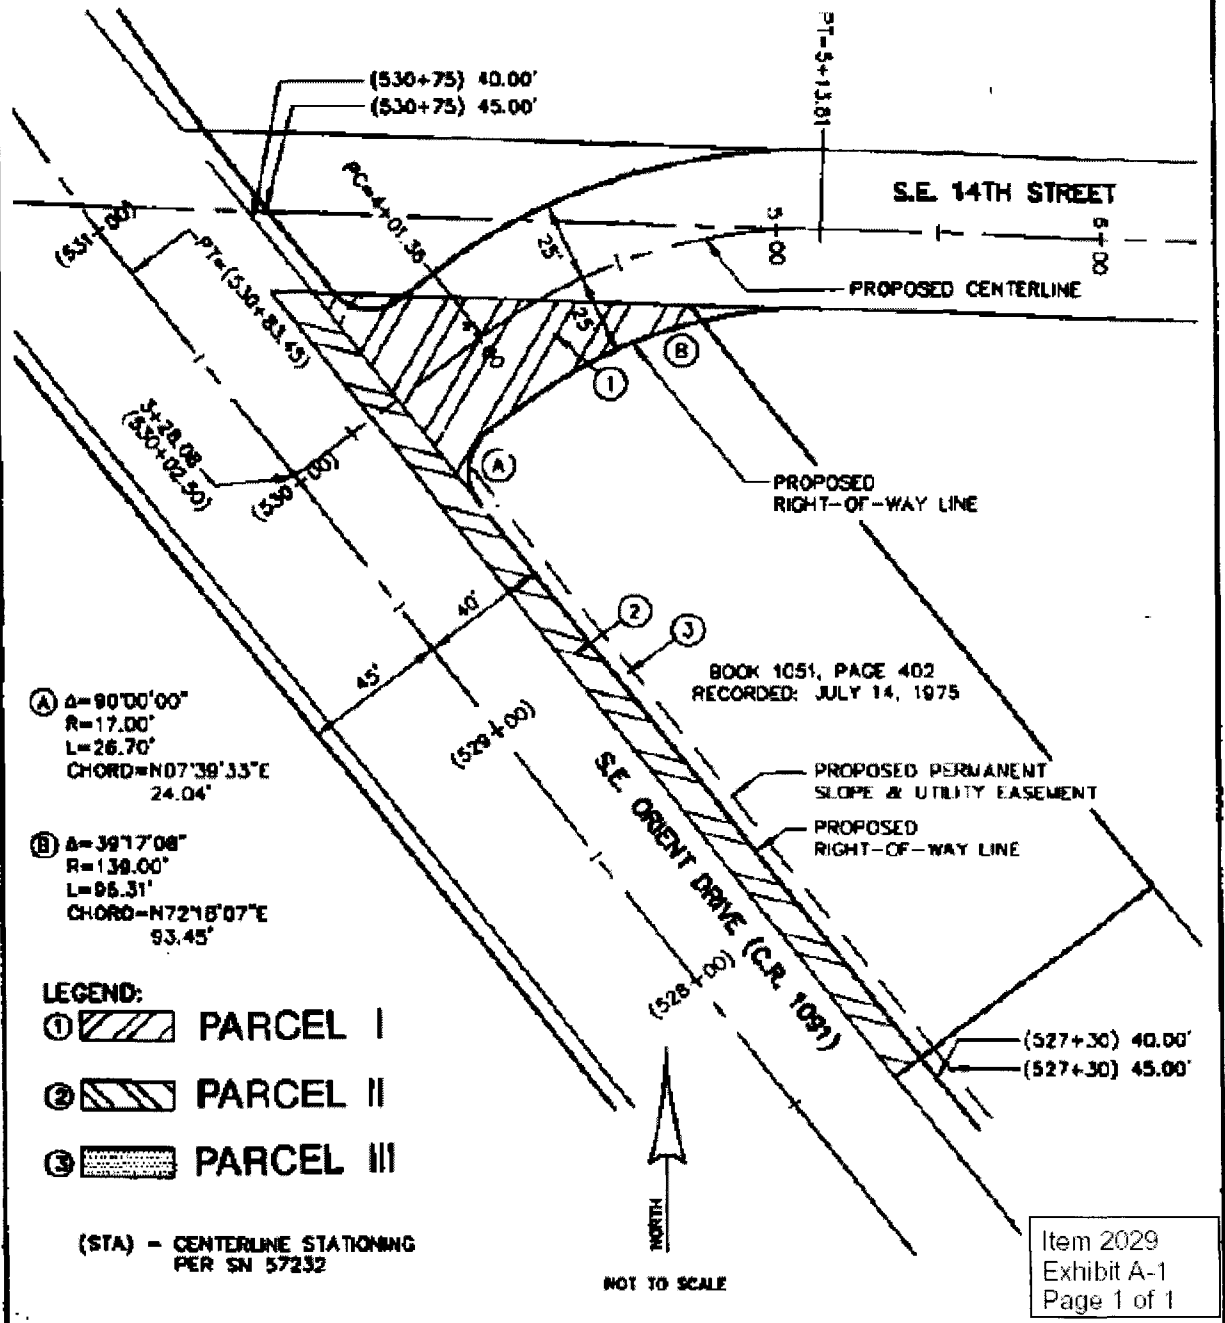 (530+75) 40.00'
(530+75) 45.00'
PT=5+13.81
S.E. 14TH STREET
PC=4+01.38
(531+00)
PT=(530+83.45)
25'
25'
5
00
6
00
PROPOSED CENTERLINE
4
00
B
1
A
3+28.08
(530+02.50)
(530+00)
PROPOSED
RIGHT-OF-WAY LINE
40'
45'
2
3
BOOK 1051, PAGE 402
RECORDED: JULY 14, 1975
A Δ=90°00'00"
R=17.00'
L=26.70'
CHORD=N07°39'33"E
24.04'
(529+00)
S.E. ORIENT DRIVE (C.R. 1091)
PROPOSED PERMANENT
SLOPE & UTILITY EASEMENT
PROPOSED
RIGHT-OF-WAY LINE
B Δ=39°17'08"
R=139.00'
L=95.31'
CHORD=N72°18'07"E
93.45'
(528+00)
LEGEND:
1 PARCEL I
2 PARCEL II
3 PARCEL III
(527+30) 40.00'
(527+30) 45.00'
(STA) - CENTERLINE STATIONING
PER SN 57232
NORTH
NOT TO SCALE
Item 2029
Exhibit A-1
Page 1 of 1